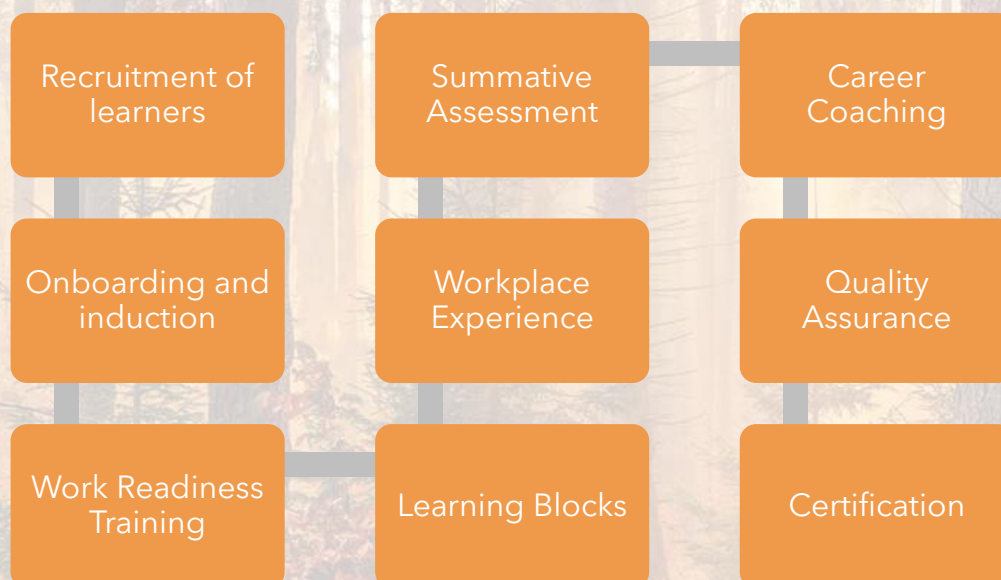 Recruitment of
learners
Onboarding and
induction
Work Readiness
Training
Learning Blocks
Workplace
Experience
Summative
Assessment
Career
Coaching
Quality
Assurance
Certification